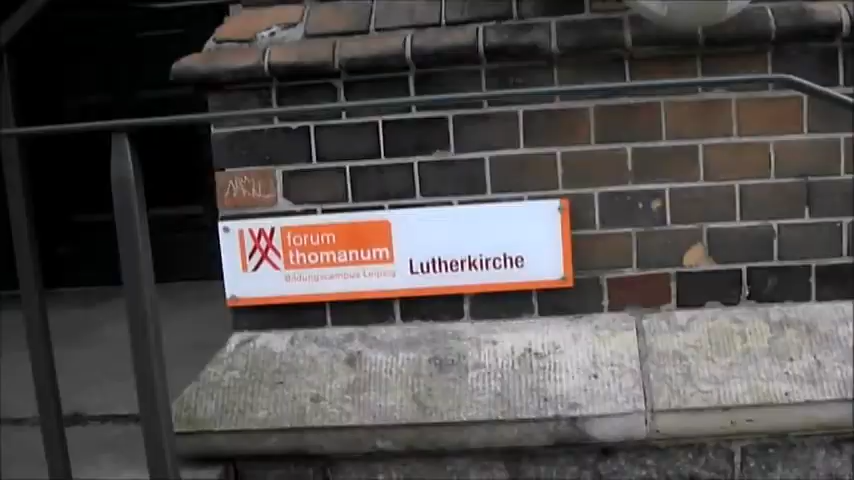 forum
thomanum
Bildungscampus Leipzig
Lutherkirche